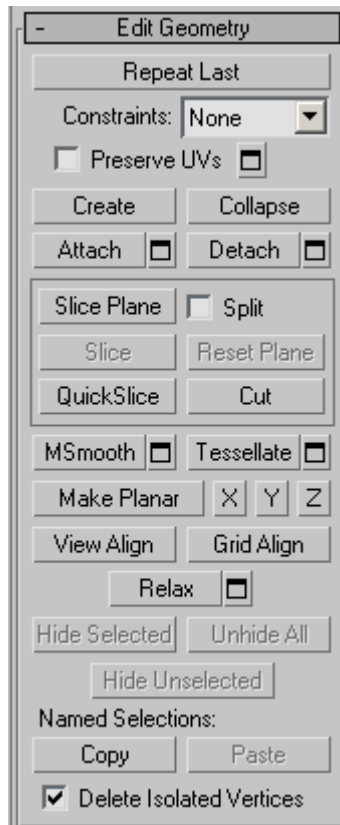 - Edit Geometry
Repeat Last
Constraints: None
Preserve UVs
Create Collapse
Attach Detach
Slice Plane Split
Slice Reset Plane
QuickSlice Cut
MSmooth Tessellate
Make Planar X Y Z
View Align Grid Align
Relax
Hide Selected Unhide All
Hide Unselected
Named Selections:
Copy Paste
Delete Isolated Vertices